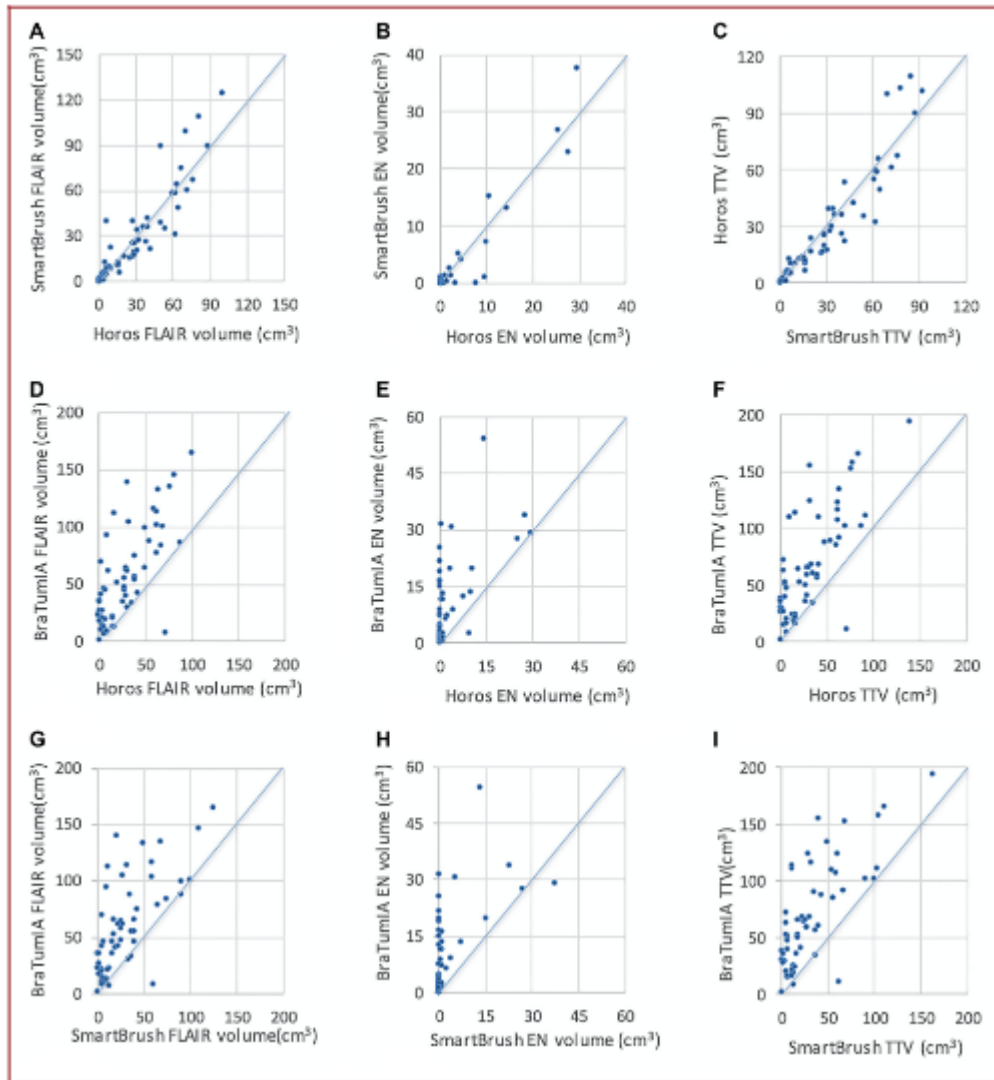 A
SmartBrush FLAIR volume(cm³)
150
120
90
60
30
0
0 30 60 90 120 150
Horos FLAIR volume (cm³)
B
SmartBrush EN volume(cm³)
40
30
20
10
0
0 10 20 30 40
Horos EN volume (cm³)
C
Horos TTV (cm³)
120
90
60
30
0
0 30 60 90 120
SmartBrush TTV (cm³)
D
BraTumIA FLAIR volume (cm³)
200
150
100
50
0
0 50 100 150 200
Horos FLAIR volume (cm³)
E
BraTumIA EN volume (cm³)
60
45
30
15
0
0 15 30 45 60
Horos EN volume (cm³)
F
BraTumIA TTV (cm³)
200
150
100
50
0
0 50 100 150 200
Horos TTV (cm³)
G
BraTumIA FLAIR volume(cm³)
200
150
100
50
0
0 50 100 150 200
SmartBrush FLAIR volume(cm³)
H
BraTumIA EN volume (cm³)
60
45
30
15
0
0 15 30 45 60
SmartBrush EN volume (cm³)
I
BraTumIA TTV(cm³)
200
150
100
50
0
0 50 100 150 200
SmartBrush TTV (cm³)